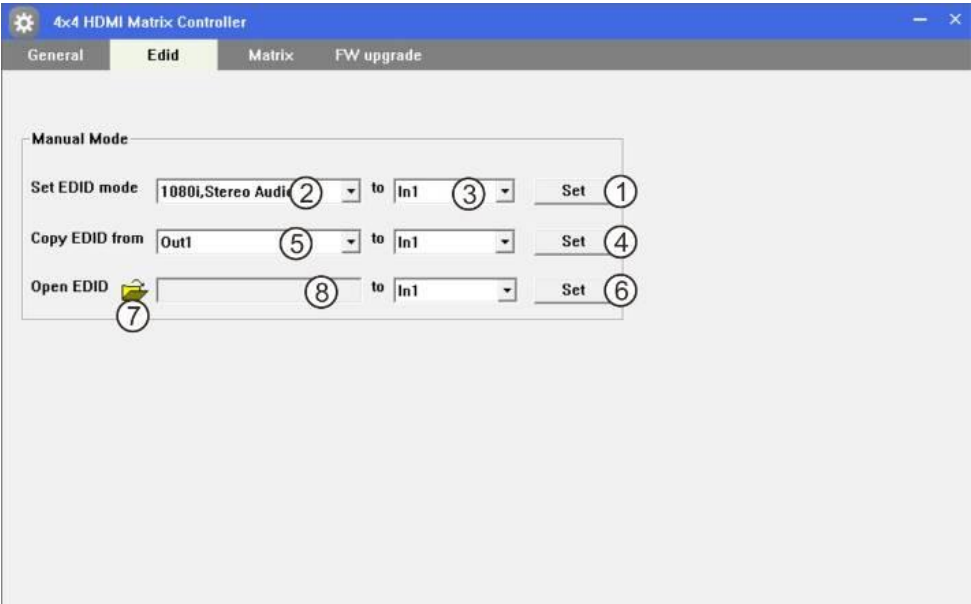 4x4 HDMI Matrix Controller
General Edid Matrix FW upgrade
Manual Mode
Set EDID mode 1080i,Stereo Audio 2 to In1 3 Set 1
Copy EDID from Out1 5 to In1 Set 4
Open EDID 7 8 to In1 Set 6